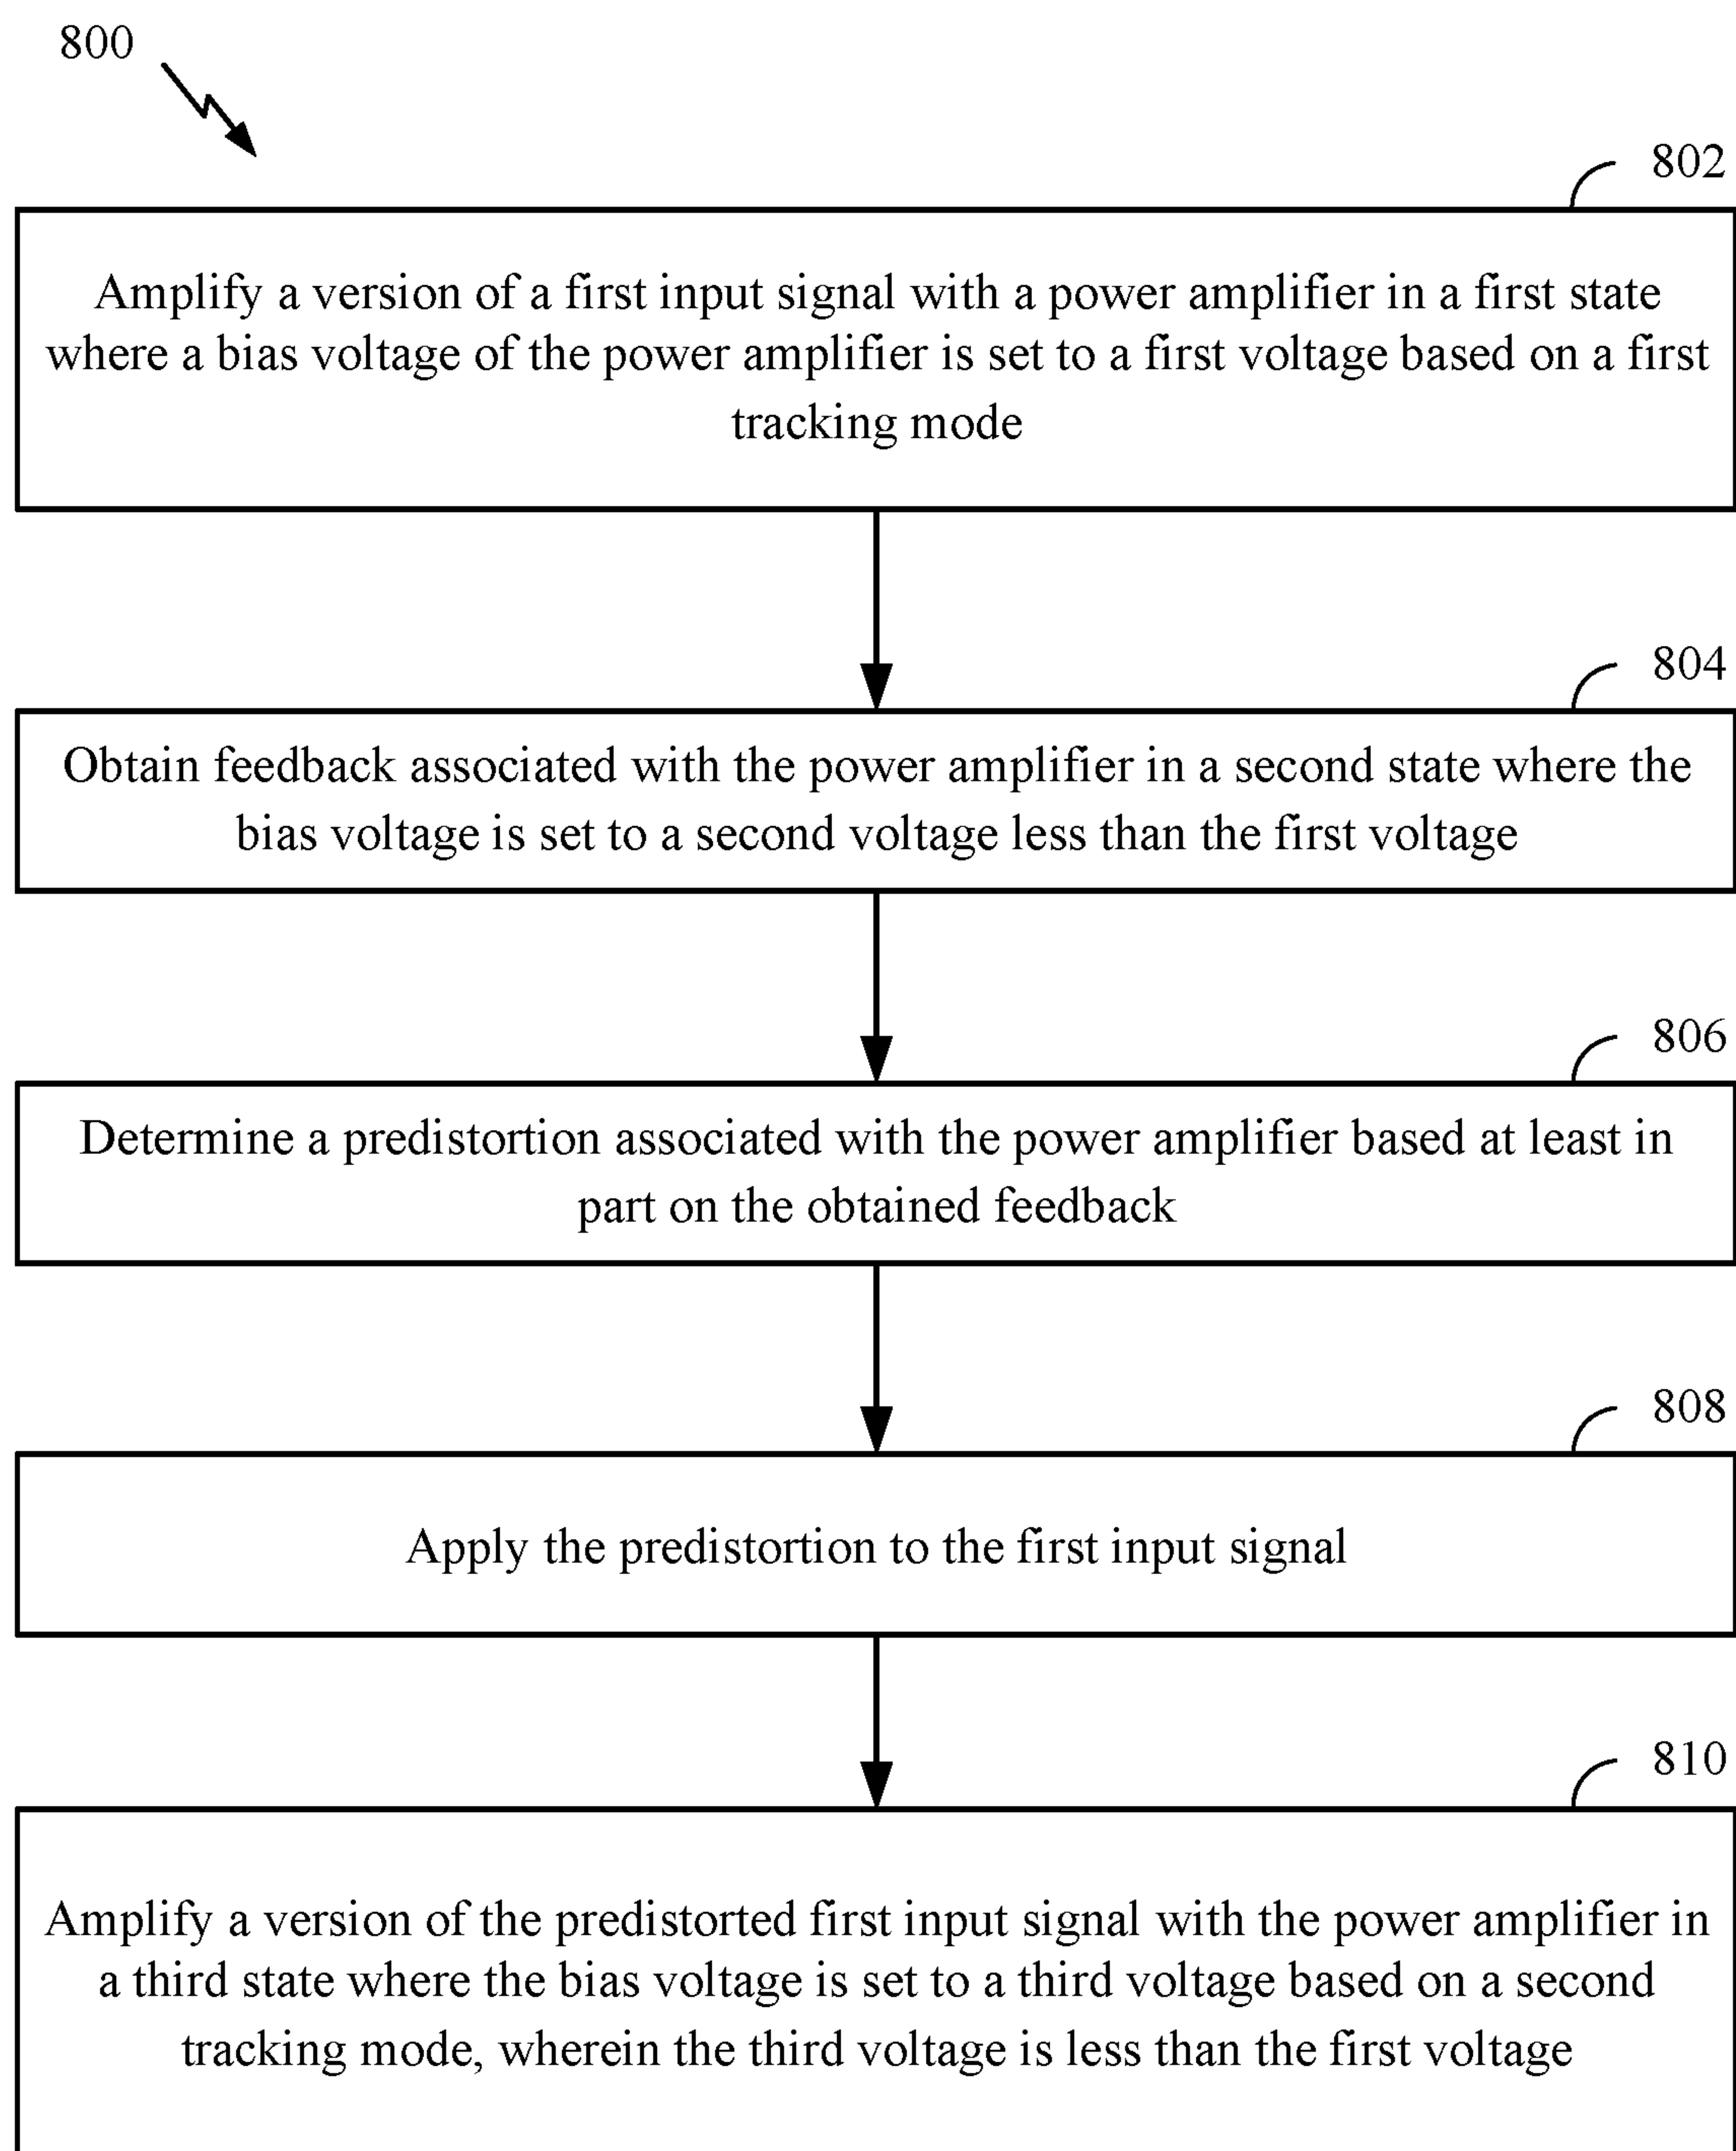 800
802
Amplify a version of a first input signal with a power amplifier in a first state
where a bias voltage of the power amplifier is set to a first voltage based on a first
tracking mode
804
Obtain feedback associated with the power amplifier in a second state where the
bias voltage is set to a second voltage less than the first voltage
806
Determine a predistortion associated with the power amplifier based at least in
part on the obtained feedback
808
Apply the predistortion to the first input signal
810
Amplify a version of the predistorted first input signal with the power amplifier in
a third state where the bias voltage is set to a third voltage based on a second
tracking mode, wherein the third voltage is less than the first voltage